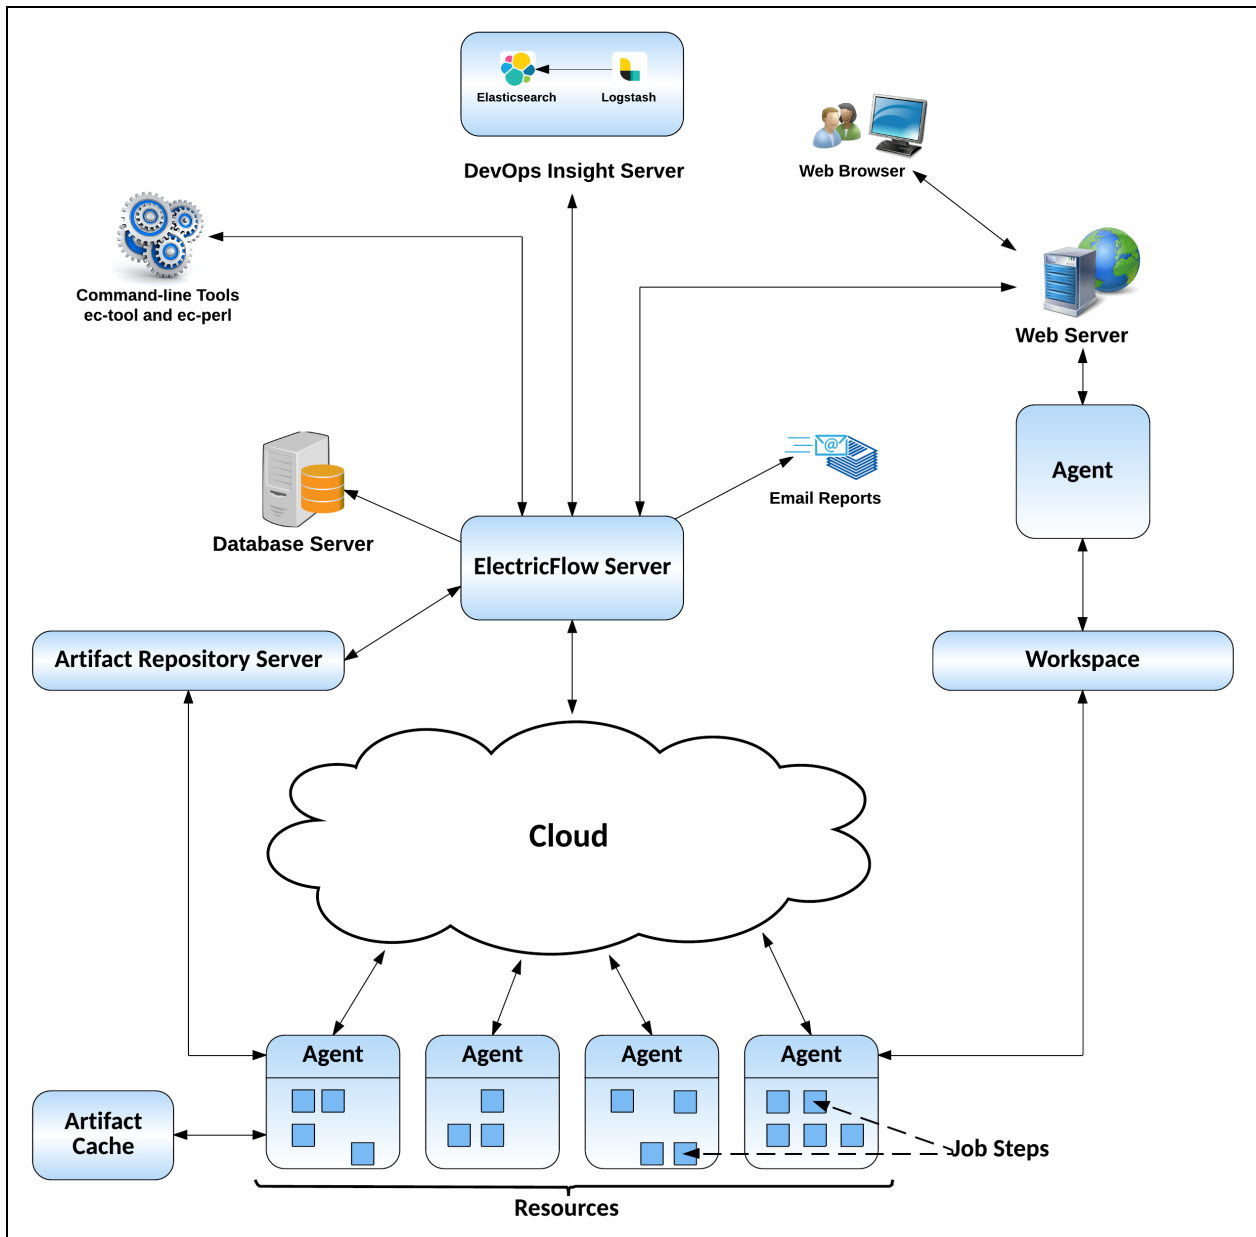 Elasticsearch
Logstash
DevOps Insight Server
Web Browser
Command-line Tools
ec-tool and ec-perl
Web Server
Agent
@
Email Reports
Database Server
ElectricFlow Server
Artifact Repository Server
Workspace
Cloud
Agent
Agent
Agent
Agent
Artifact
Cache
Job Steps
Resources